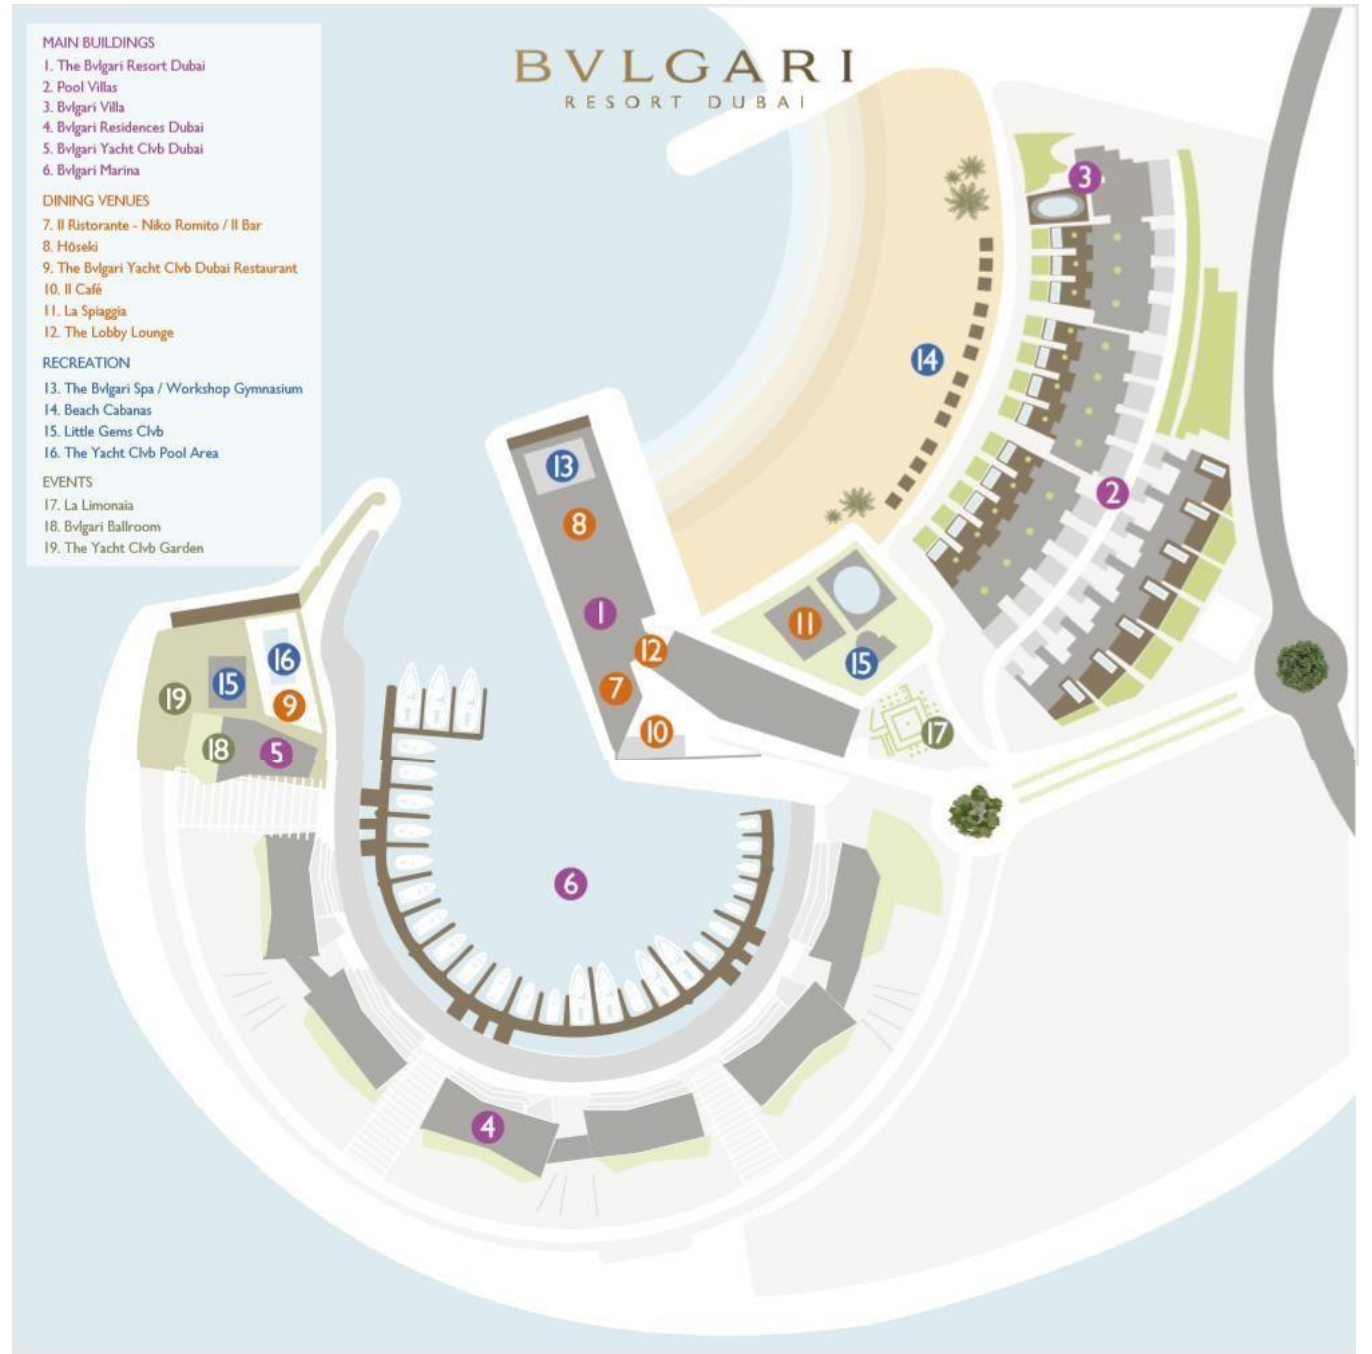 BVLGARI
RESORT DUBAI
MAIN BUILDINGS
1. The Bvlgari Resort Dubai
2. Pool Villas
3. Bvlgari Villa
4. Bvlgari Residences Dubai
5. Bvlgari Yacht Clvb Dubai
6. Bvlgari Marina
DINING VENUES
7. Il Ristorante - Niko Romito / Il Bar
8. Hōseki
9. The Bvlgari Yacht Clvb Dubai Restaurant
10. Il Café
11. La Spiaggia
12. The Lobby Lounge
RECREATION
13. The Bvlgari Spa / Workshop Gymnasium
14. Beach Cabanas
15. Little Gems Clvb
16. The Yacht Clvb Pool Area
EVENTS
17. La Limonaia
18. Bvlgari Ballroom
19. The Yacht Clvb Garden
3
14
13
2
8
1
11
12
15
16
15
7
19
9
10
17
18
5
6
4